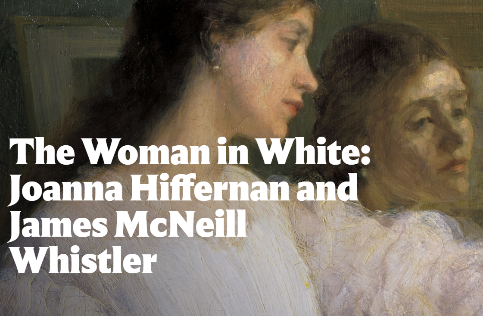 The Woman in White:
Joanna Hiffernan and
James McNeill
Whistler